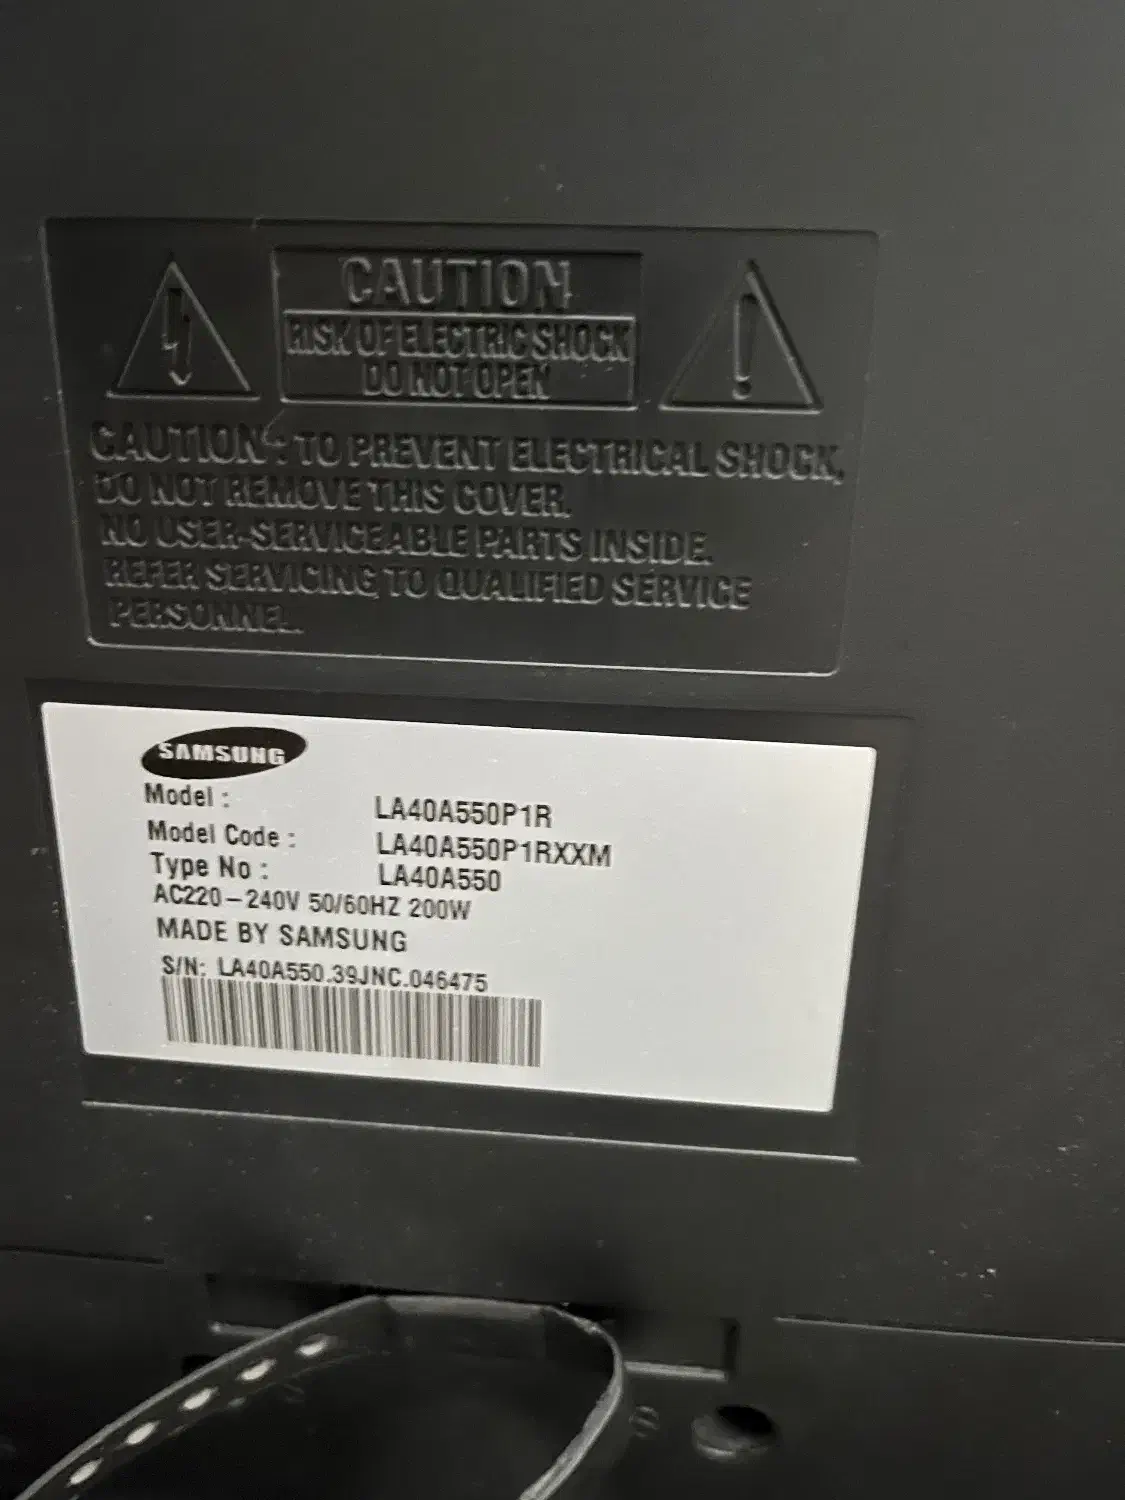 CAUTION
RISK OF ELECTRIC SHOCK
DO NOT OPEN
CAUTION : TO PREVENT ELECTRICAL SHOCK,
DO NOT REMOVE THIS COVER.
NO USER-SERVICEABLE PARTS INSIDE.
REFER SERVICING TO QUALIFIED SERVICE
PERSONNEL.
SAMSUNG
Model : LA40A550P1R
Model Code : LA40A550P1RXXM
Type No : LA40A550
AC220-240V 50/60HZ 200W
MADE BY SAMSUNG
S/N: LA40A550.39JNC.046475